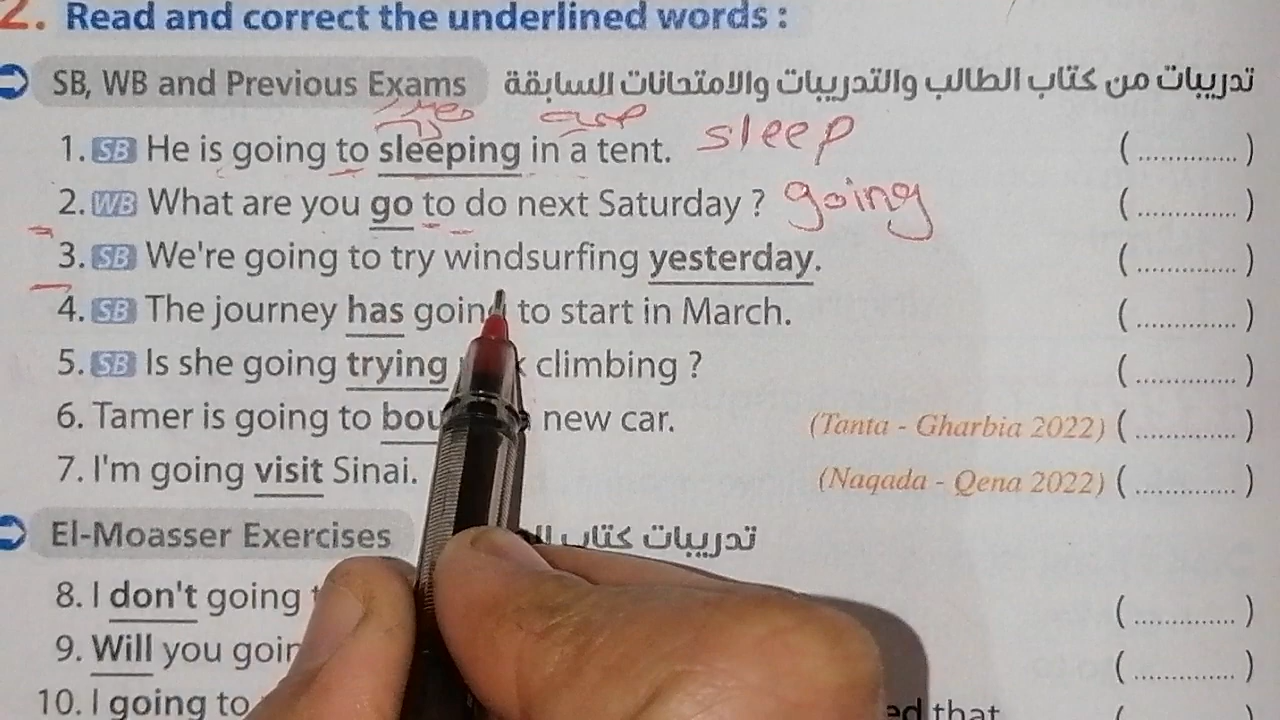 2. Read and correct the underlined words :
SB, WB and Previous Exams تدريبات من كتاب الطالب والتدريبات والامتحانات السابقة
1. SB He is going to sleeping in a tent. sleep (..............)
2. WB What are you go to do next Saturday ? going (..............)
3. SB We're going to try windsurfing yesterday. (..............)
4. SB The journey has going to start in March. (..............)
5. SB Is she going trying climbing ? (..............)
6. Tamer is going to new car. (Tanta - Gharbia 2022) (..............)
7. I'm going visit Sinai. (Naqada - Qena 2022) (..............)
El-Moasser Exercises تدريبات كتاب
8. I don't going (..............)
9. Will you (..............)
10. I going to that